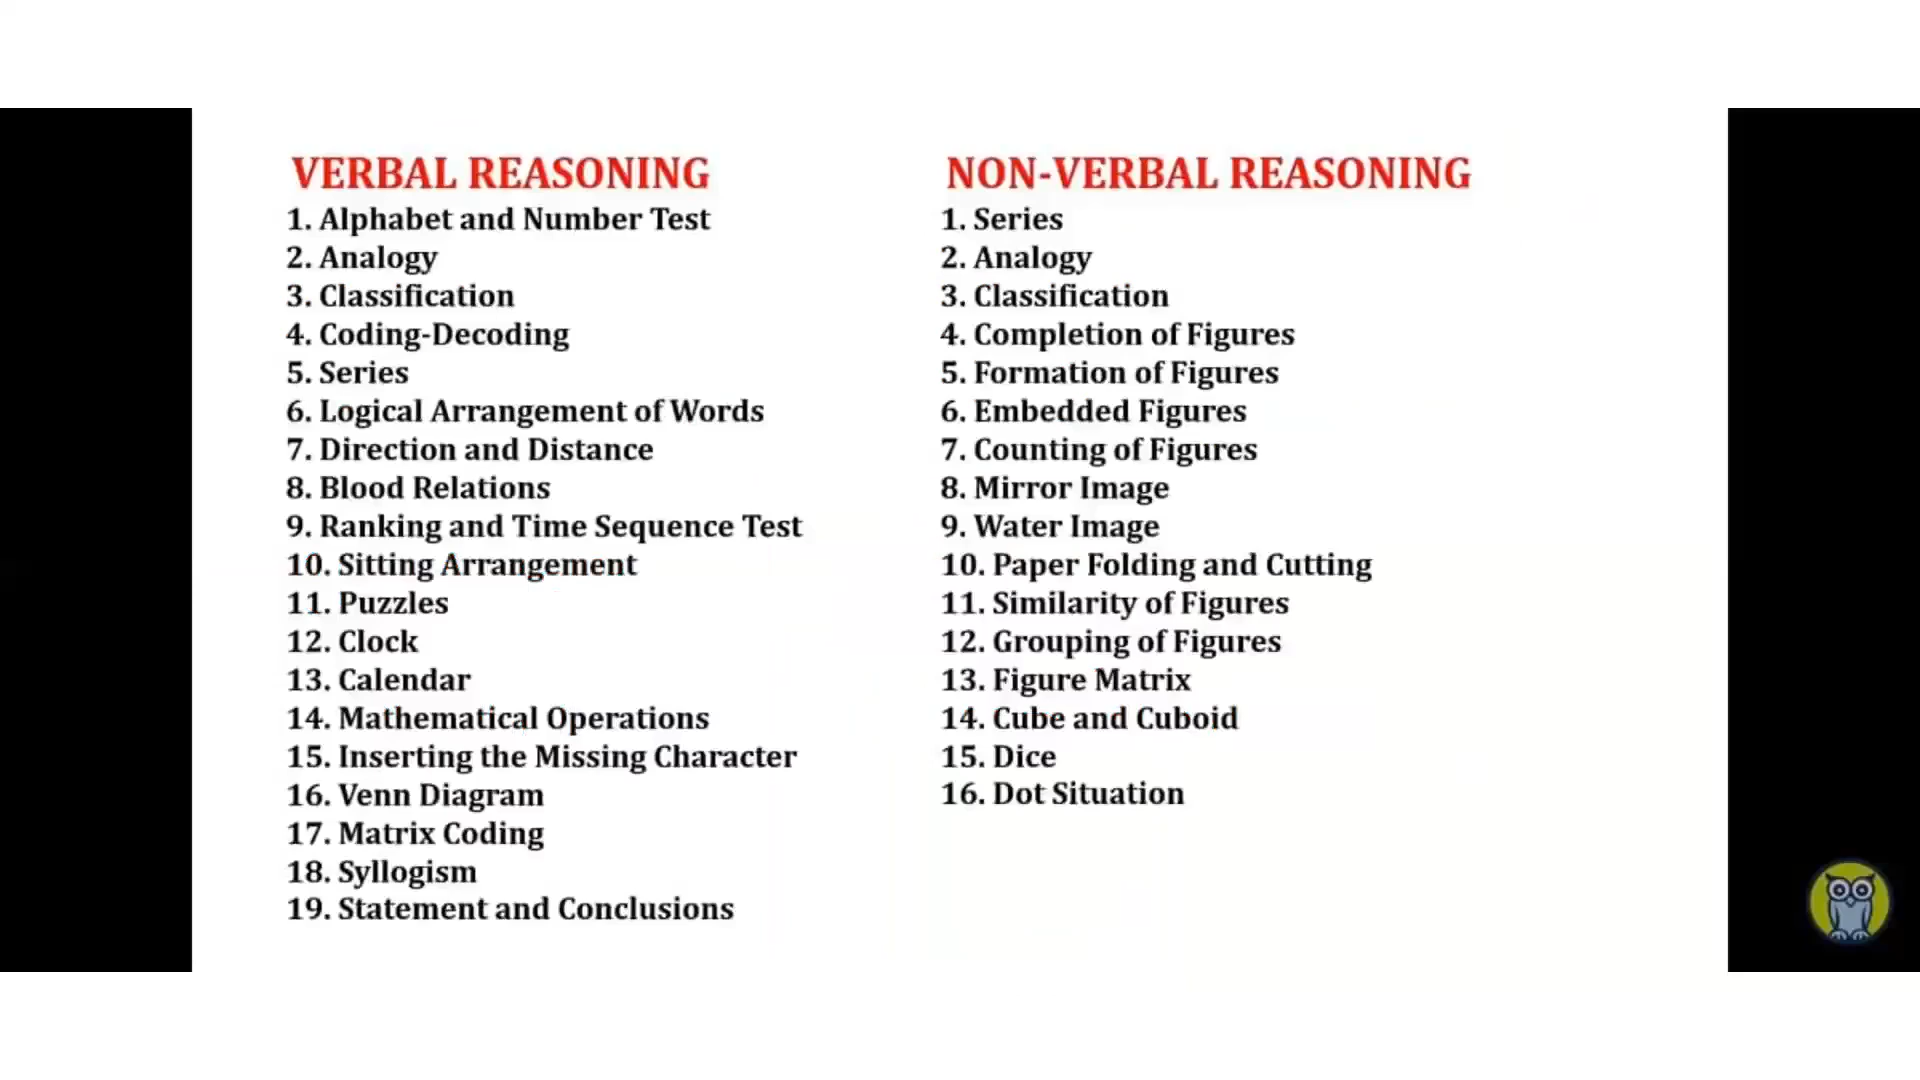 VERBAL REASONING
1. Alphabet and Number Test
2. Analogy
3. Classification
4. Coding-Decoding
5. Series
6. Logical Arrangement of Words
7. Direction and Distance
8. Blood Relations
9. Ranking and Time Sequence Test
10. Sitting Arrangement
11. Puzzles
12. Clock
13. Calendar
14. Mathematical Operations
15. Inserting the Missing Character
16. Venn Diagram
17. Matrix Coding
18. Syllogism
19. Statement and Conclusions
NON-VERBAL REASONING
1. Series
2. Analogy
3. Classification
4. Completion of Figures
5. Formation of Figures
6. Embedded Figures
7. Counting of Figures
8. Mirror Image
9. Water Image
10. Paper Folding and Cutting
11. Similarity of Figures
12. Grouping of Figures
13. Figure Matrix
14. Cube and Cuboid
15. Dice
16. Dot Situation